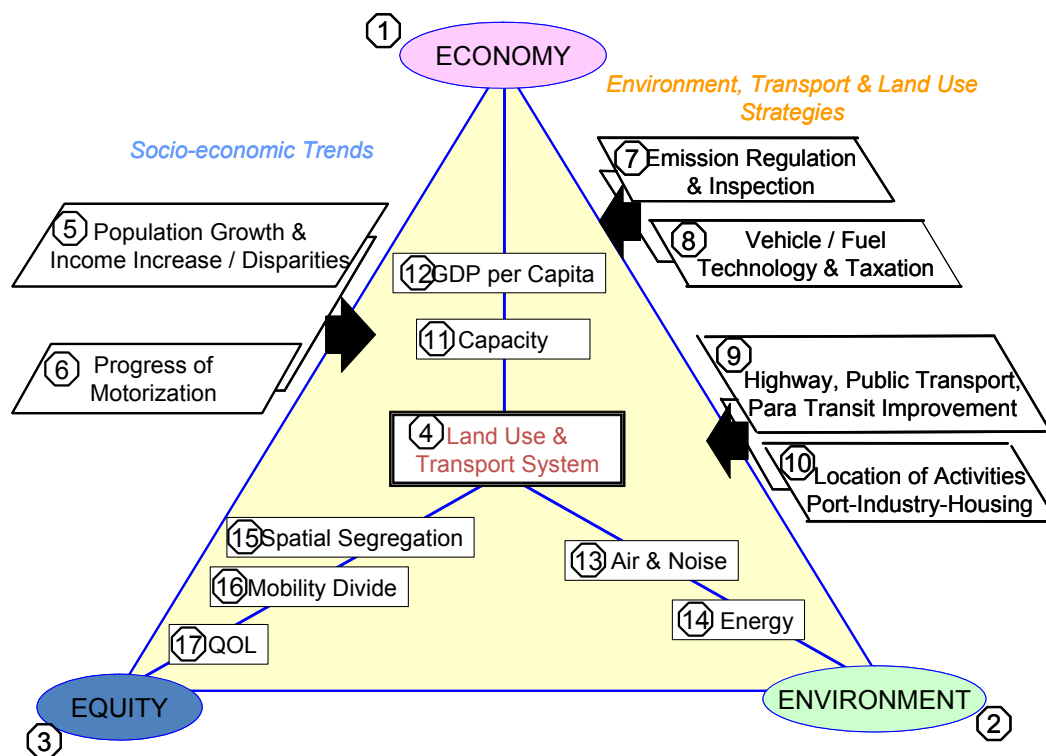 1
ECONOMY
Environment, Transport & Land Use
Strategies
Socio-economic Trends
7 Emission Regulation
& Inspection
5 Population Growth &
Income Increase / Disparities
8 Vehicle / Fuel
Technology & Taxation
12 GDP per Capita
11 Capacity
6 Progress of
Motorization
9
Highway, Public Transport,
Para Transit Improvement
4 Land Use &
Transport System
10 Location of Activities
Port-Industry-Housing
15 Spatial Segregation
13 Air & Noise
16 Mobility Divide
14 Energy
17 QOL
EQUITY
3
ENVIRONMENT
2